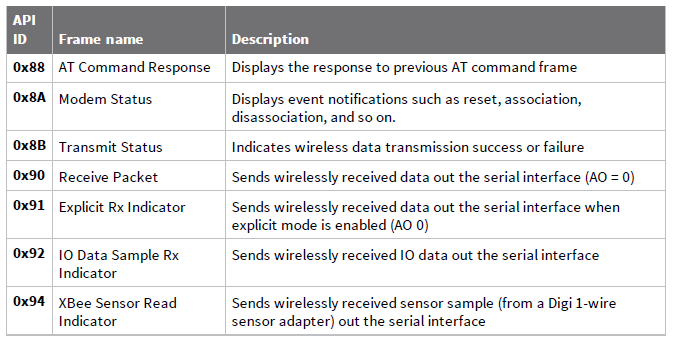 API
ID Frame name Description
0x88 AT Command Response Displays the response to previous AT command frame
0x8A Modem Status Displays event notifications such as reset, association,
disassociation, and so on.
0x8B Transmit Status Indicates wireless data transmission success or failure
0x90 Receive Packet Sends wirelessly received data out the serial interface (AO = 0)
0x91 Explicit Rx Indicator Sends wirelessly received data out the serial interface when
explicit mode is enabled (AO 0)
0x92 IO Data Sample Rx Sends wirelessly received IO data out the serial interface
Indicator
0x94 XBee Sensor Read Sends wirelessly received sensor sample (from a Digi 1-wire
Indicator sensor adapter) out the serial interface